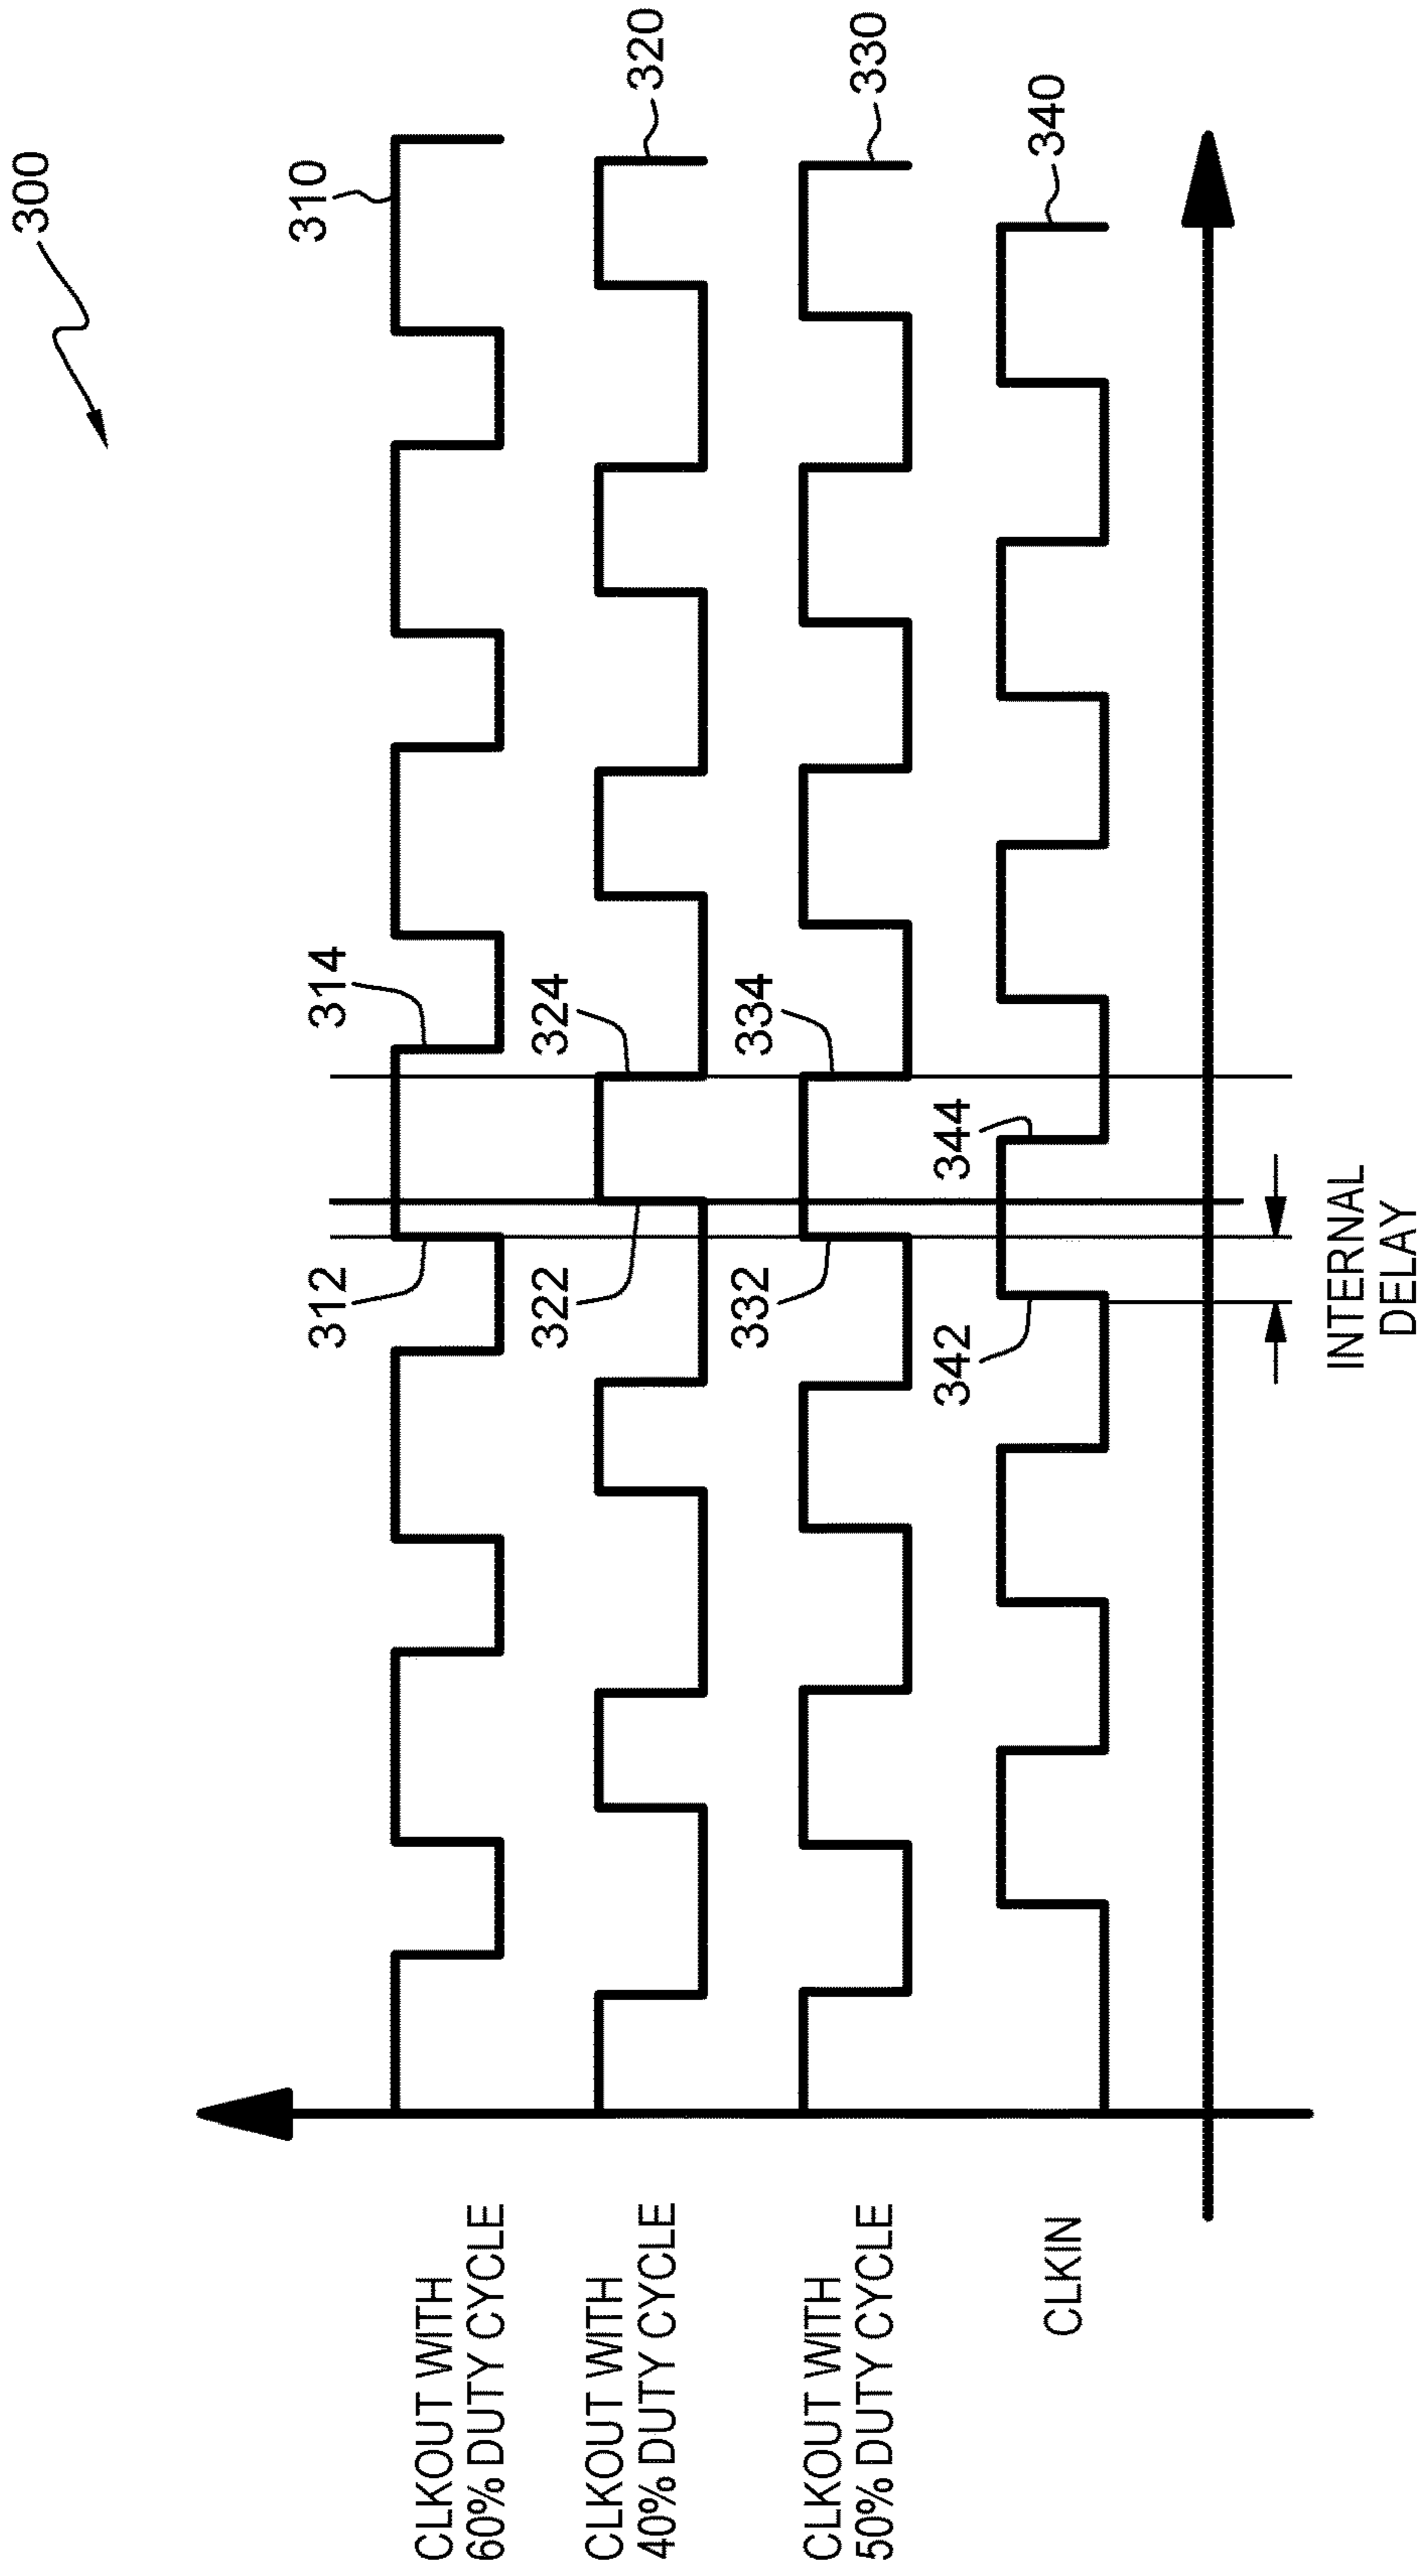 300
CLKOUT WITH
60% DUTY CYCLE
312
314
310
CLKOUT WITH
40% DUTY CYCLE
322
324
320
CLKOUT WITH
50% DUTY CYCLE
332
334
330
CLKIN
342
344
340
INTERNAL
DELAY